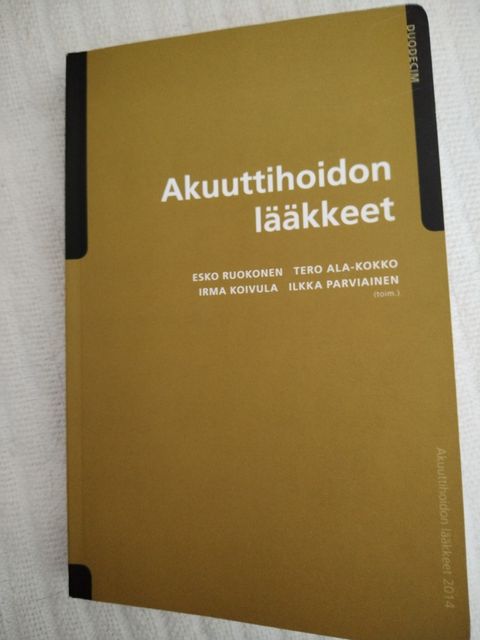 DUODECIM
Akuuttihoidon
lääkkeet
ESKO RUOKONEN TERO ALA-KOKKO
IRMA KOIVULA ILKKA PARVIAINEN
(toim.)
Akuuttihoidon lääkkeet 2014